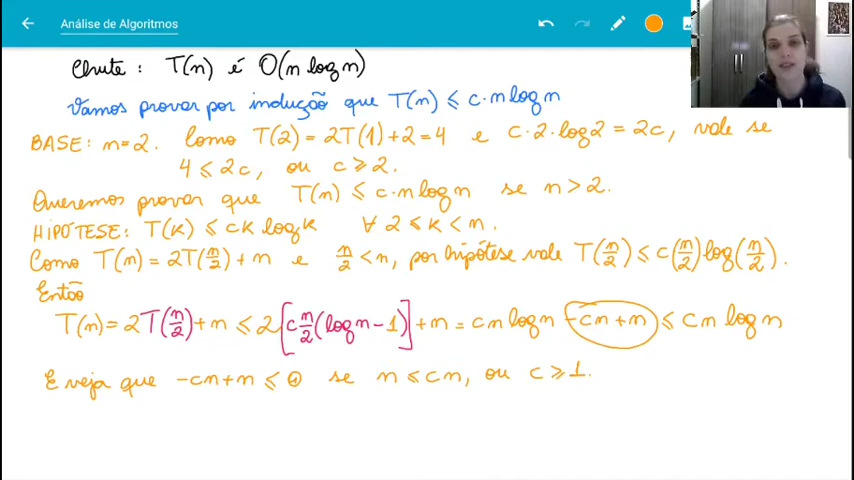 Análise de Algoritmos
Chute: T(n) é O(n log n)
Vamos provar por indução que T(n) ≤ c·n log n
BASE: n=2. Como T(2) = 2T(1)+2 = 4 e c·2·log2 = 2c, vale se
4 ≤ 2c, ou c ≥ 2.
Queremos provar que T(n) ≤ c·n log n se n > 2.
HIPÓTESE: T(k) ≤ ck log k ∀ 2 ≤ k < n.
Como T(n) = 2T(n/2) + n e n/2 < n, por hipótese vale T(n/2) ≤ c(n/2)log(n/2).
Então
T(n) = 2T(n/2) + n ≤ 2[c n/2 (log n − 1)] + n = cn log n − cn + n ≤ cn log n
E veja que −cn+n ≤ 0 se n ≤ cn, ou c ≥ 1.